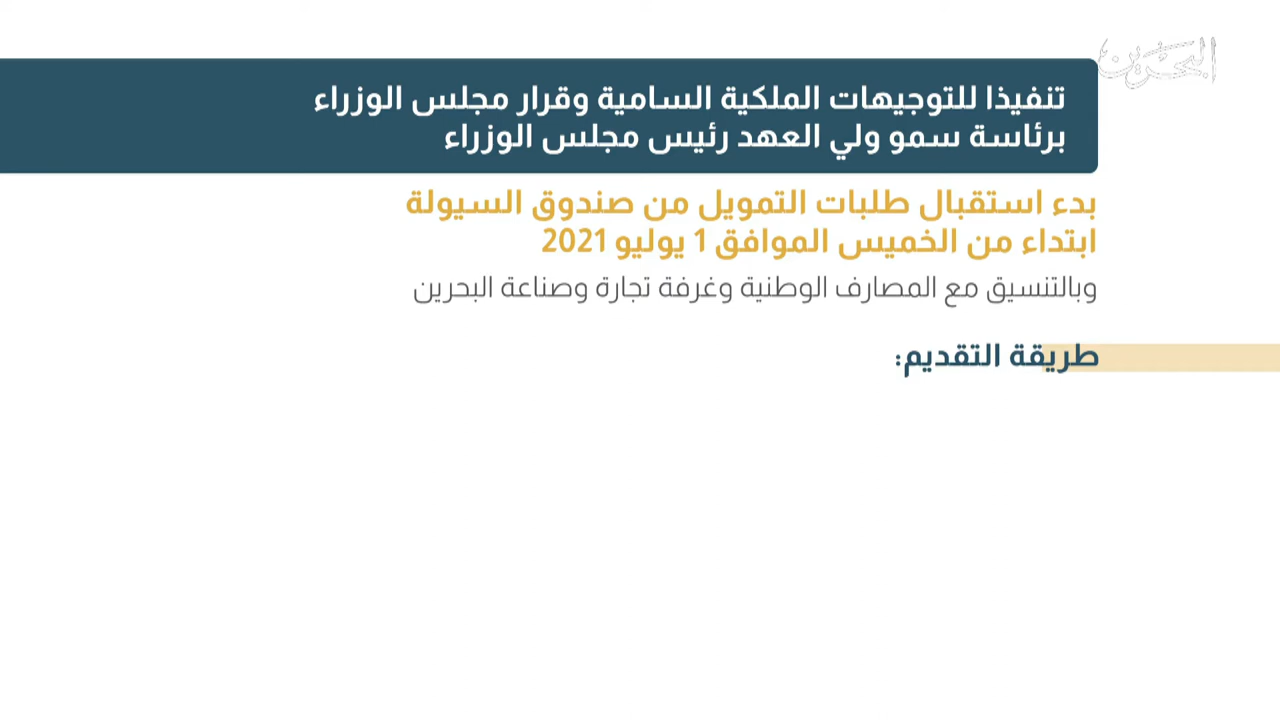 البحرين
تنفيذا للتوجيهات الملكية السامية وقرار مجلس الوزراء
برئاسة سمو ولي العهد رئيس مجلس الوزراء
بدء استقبال طلبات التمويل من صندوق السيولة
ابتداء من الخميس الموافق 1 يوليو 2021
وبالتنسيق مع المصارف الوطنية وغرفة تجارة وصناعة البحرين
طريقة التقديم: